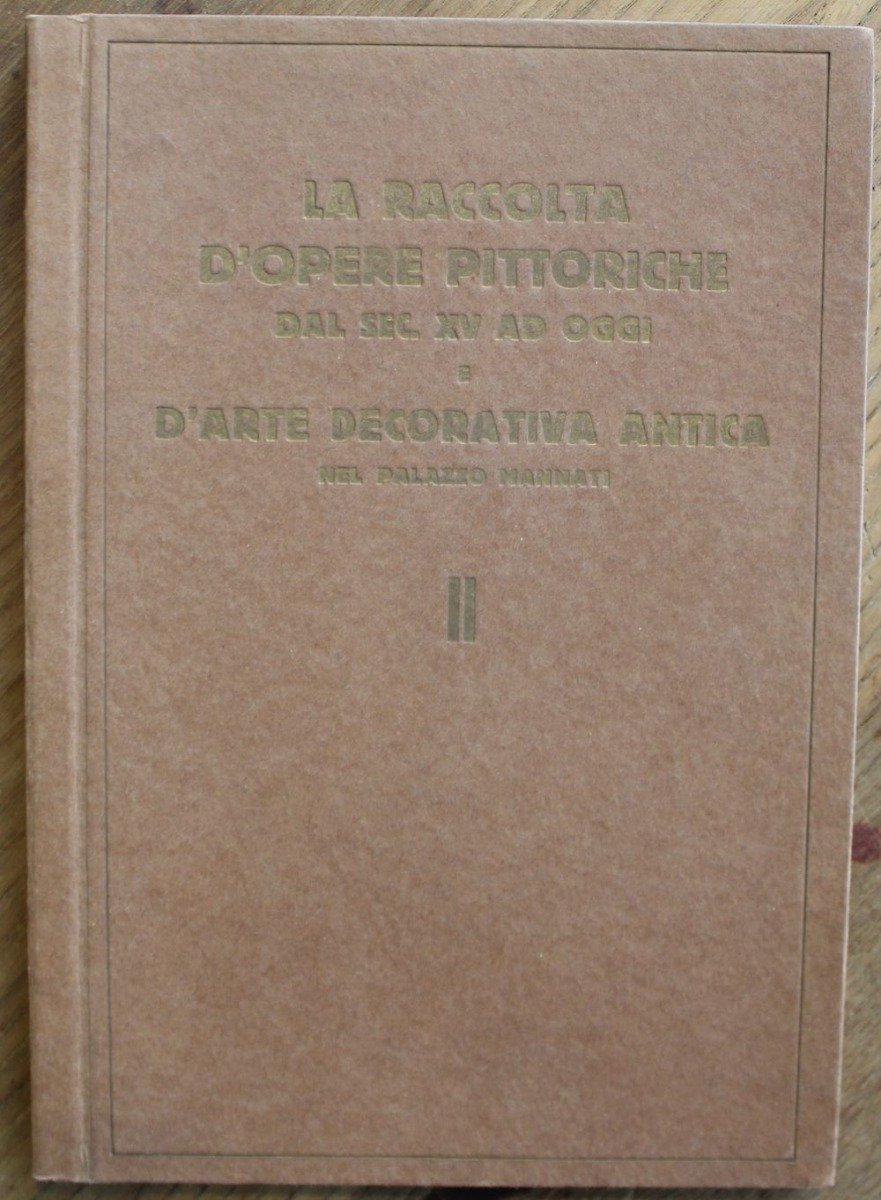 LA RACCOLTA
D'OPERE PITTORICHE
DAL SEC. XV AD OGGI
E
D'ARTE DECORATIVA ANTICA
NEL PALAZZO MANNATI
II